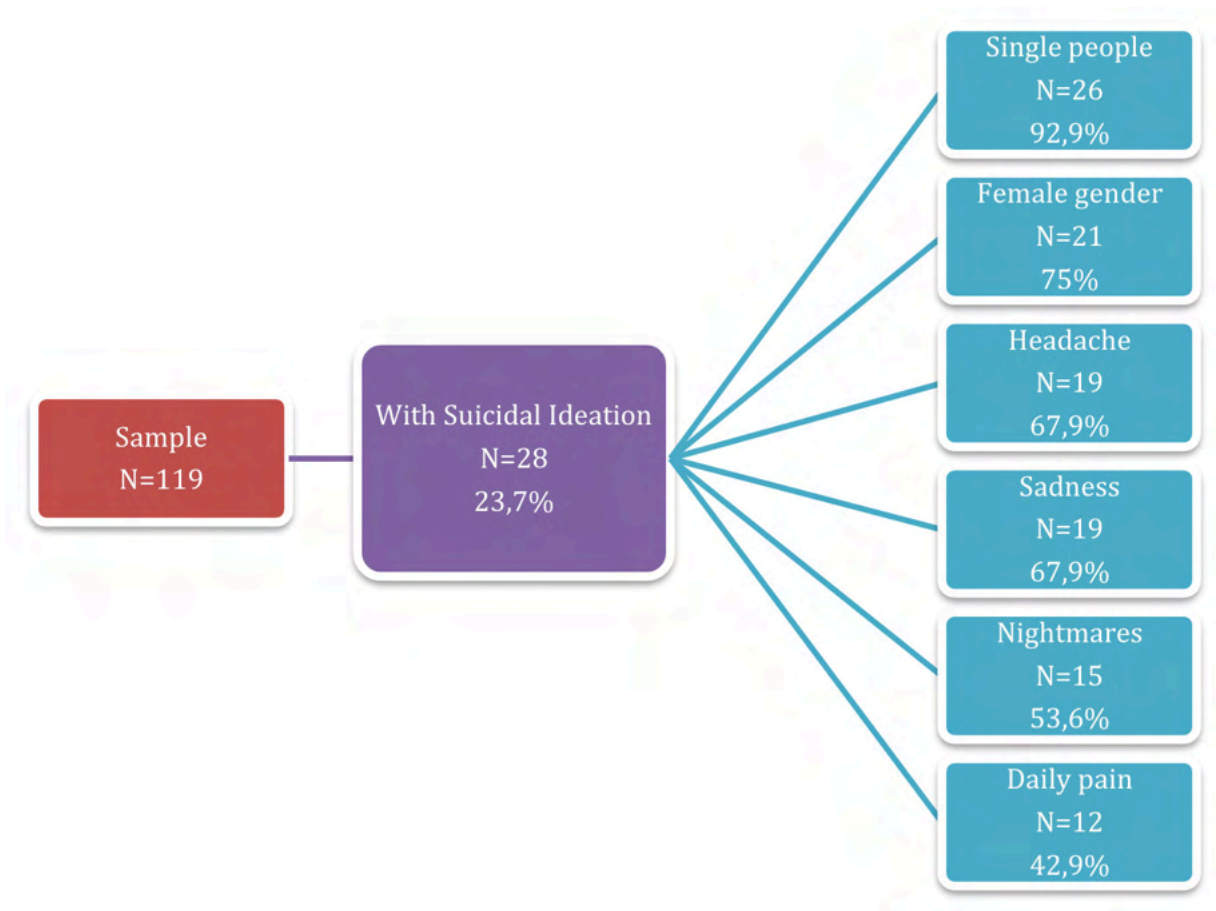 Sample
N=119
With Suicidal Ideation
N=28
23,7%
Single people
N=26
92,9%
Female gender
N=21
75%
Headache
N=19
67,9%
Sadness
N=19
67,9%
Nightmares
N=15
53,6%
Daily pain
N=12
42,9%